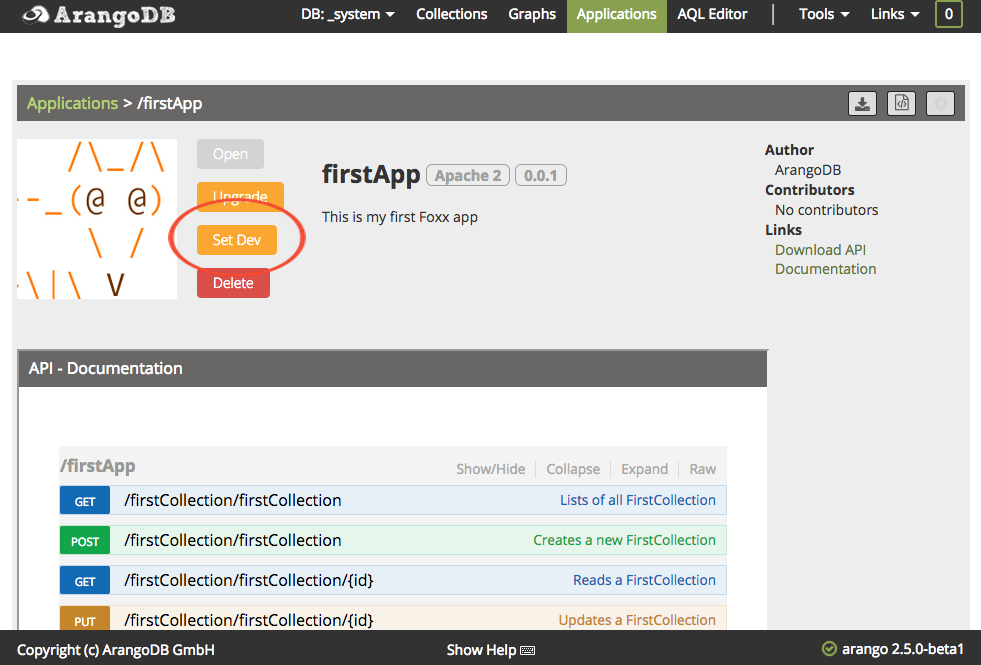 ArangoDB DB: _system Collections Graphs Applications AQL Editor Tools Links 0
Applications > /firstApp
Open
Upgrade
Set Dev
Delete
firstApp Apache 2 0.0.1
This is my first Foxx app
Author
ArangoDB
Contributors
No contributors
Links
Download API
Documentation
API - Documentation
/firstApp Show/Hide Collapse Expand Raw
GET /firstCollection/firstCollection Lists of all FirstCollection
POST /firstCollection/firstCollection Creates a new FirstCollection
GET /firstCollection/firstCollection/{id} Reads a FirstCollection
PUT /firstCollection/firstCollection/{id} Updates a FirstCollection
Copyright (c) ArangoDB GmbH Show Help arango 2.5.0-beta1